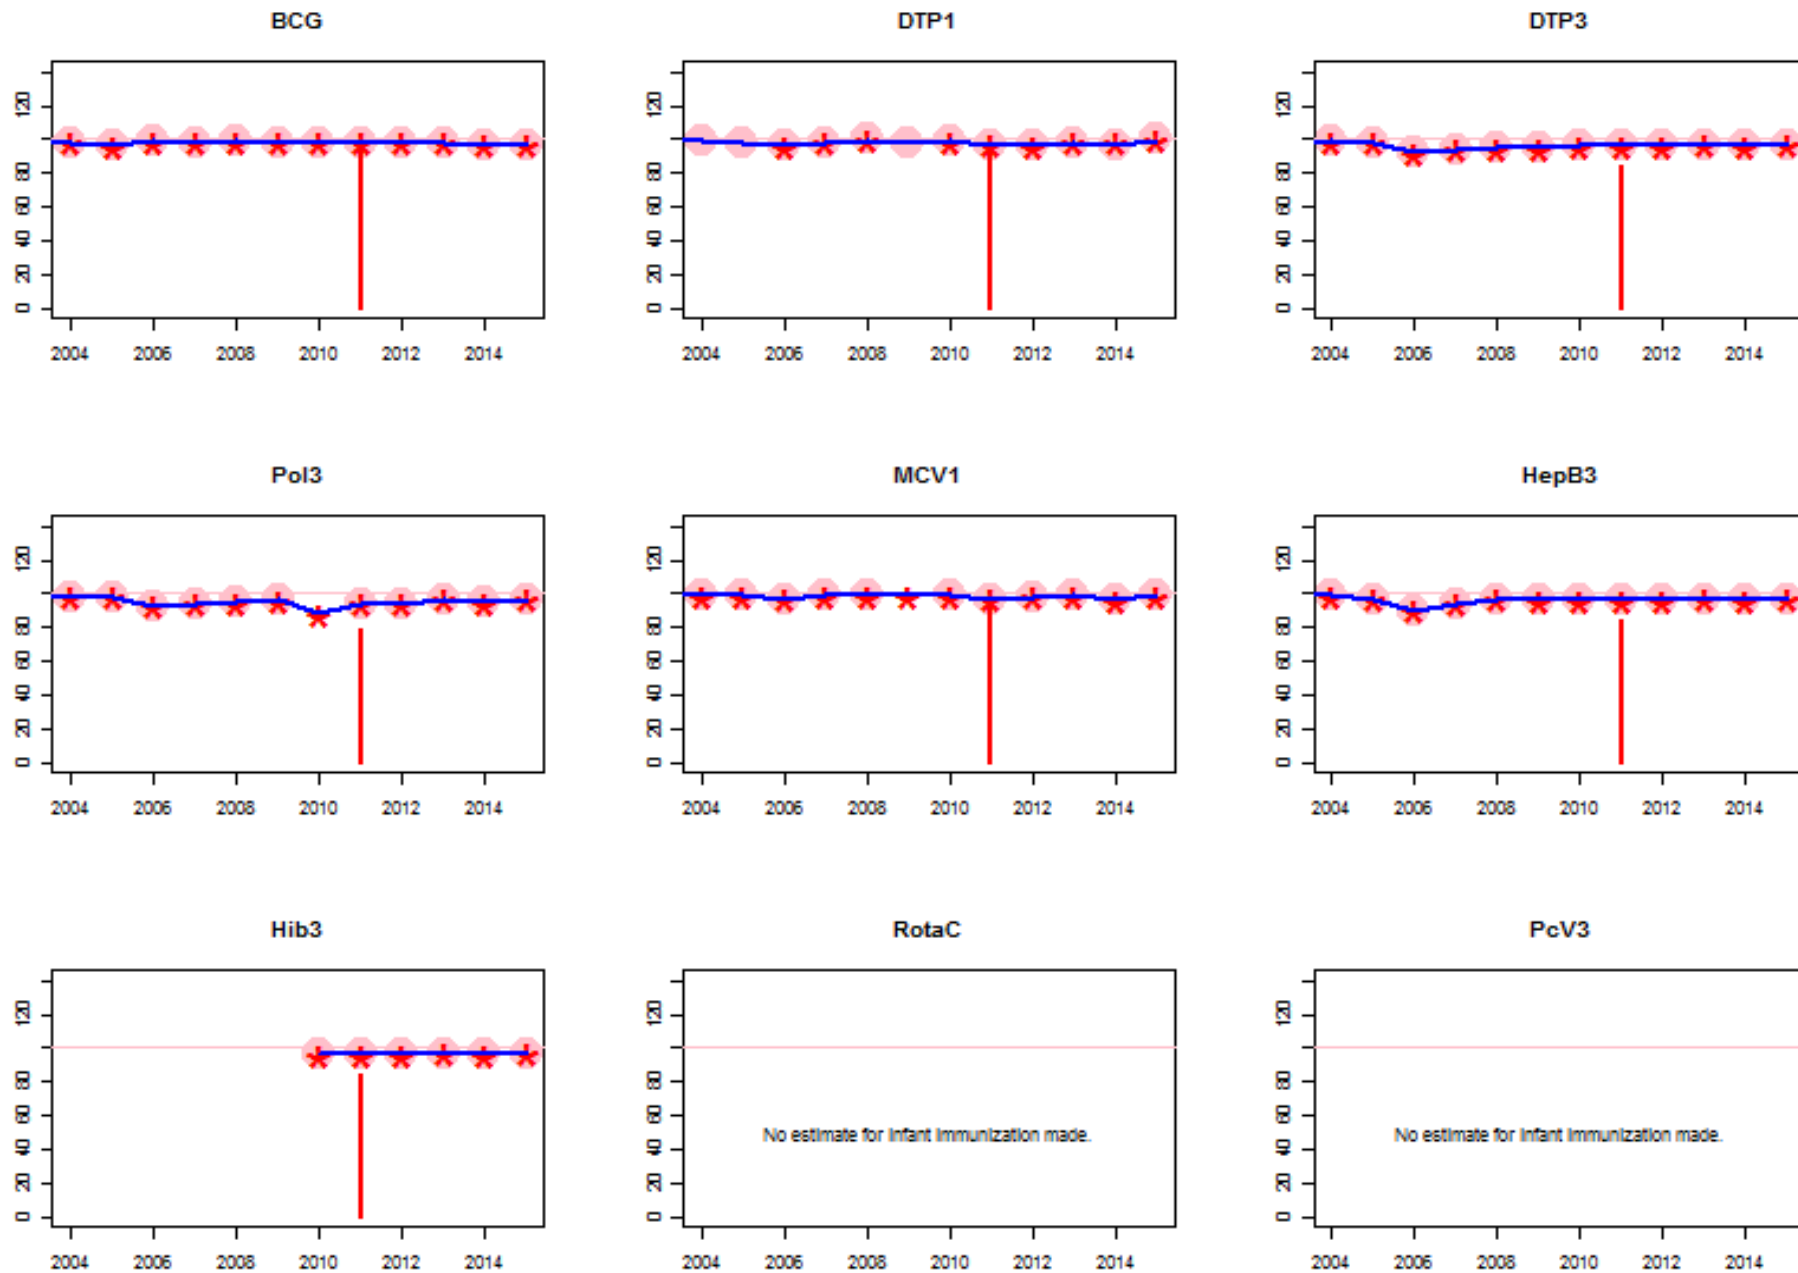 BCG DTP1 DTP3
0 20 40 60 80 120 0 20 40 60 80 120 0 20 40 60 80 120
2004 2006 2008 2010 2012 2014 2004 2006 2008 2010 2012 2014 2004 2006 2008 2010 2012 2014
Pol3 MCV1 HepB3
0 20 40 60 80 120 0 20 40 60 80 120 0 20 40 60 80 120
2004 2006 2008 2010 2012 2014 2004 2006 2008 2010 2012 2014 2004 2006 2008 2010 2012 2014
Hib3 RotaC PcV3
0 20 40 60 80 120 0 20 40 60 80 120 0 20 40 60 80 120
No estimate for infant immunization made. No estimate for infant immunization made.
2004 2006 2008 2010 2012 2014 2004 2006 2008 2010 2012 2014 2004 2006 2008 2010 2012 2014